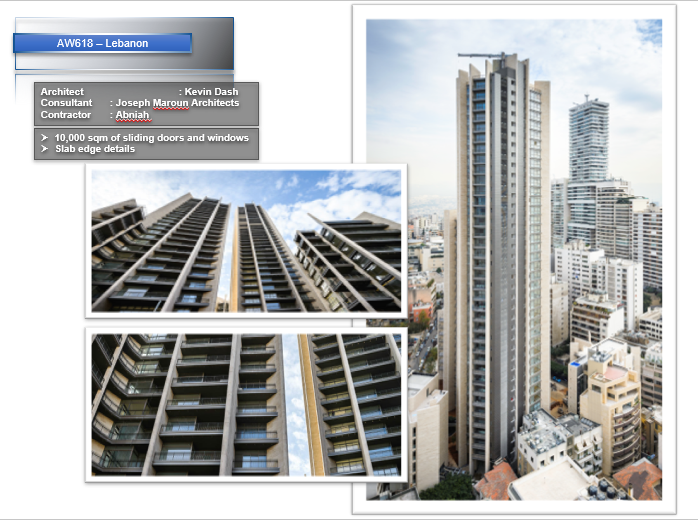 AW618 – Lebanon
Architect : Kevin Dash
Consultant : Joseph Maroun Architects
Contractor : Abniah
➤ 10,000 sqm of sliding doors and windows
➤ Slab edge details